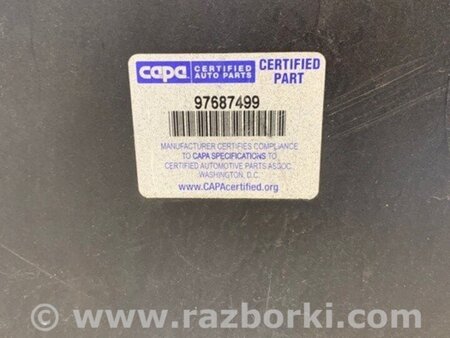 capa CERTIFIED AUTO PARTS CERTIFIED PART
97687499
MANUFACTURER CERTIFIES COMPLIANCE
TO CAPA SPECIFICATIONS TO
CERTIFIED AUTOMOTIVE PARTS ASSOC.
WASHINGTON, D.C.
www.CAPAcertified.org
www.razborki.com